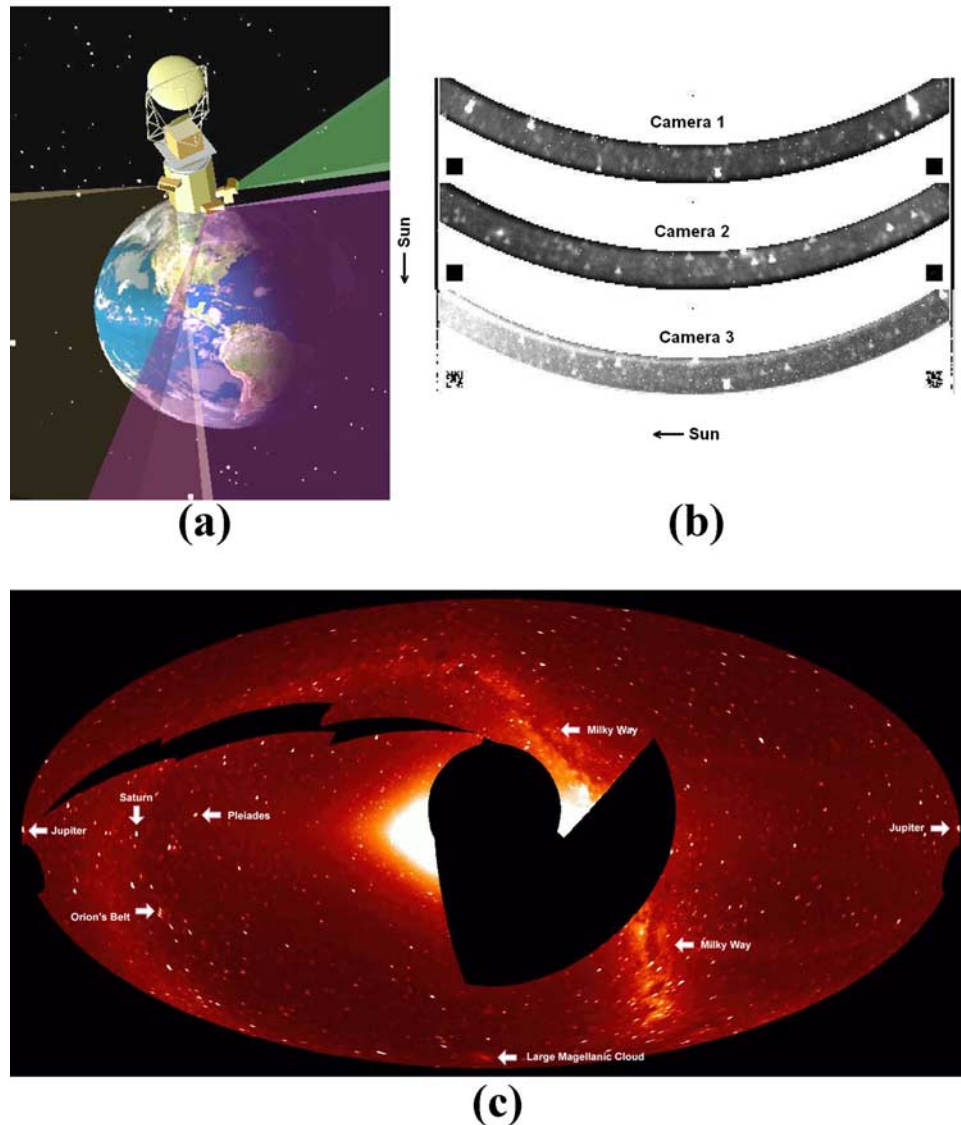 Camera 1
Camera 2
← Sun
Camera 3
← Sun
(a)
(b)
Milky Way
Saturn
Pleiades
Jupiter
Jupiter
Orion's Belt
Milky Way
Large Magellanic Cloud
(c)